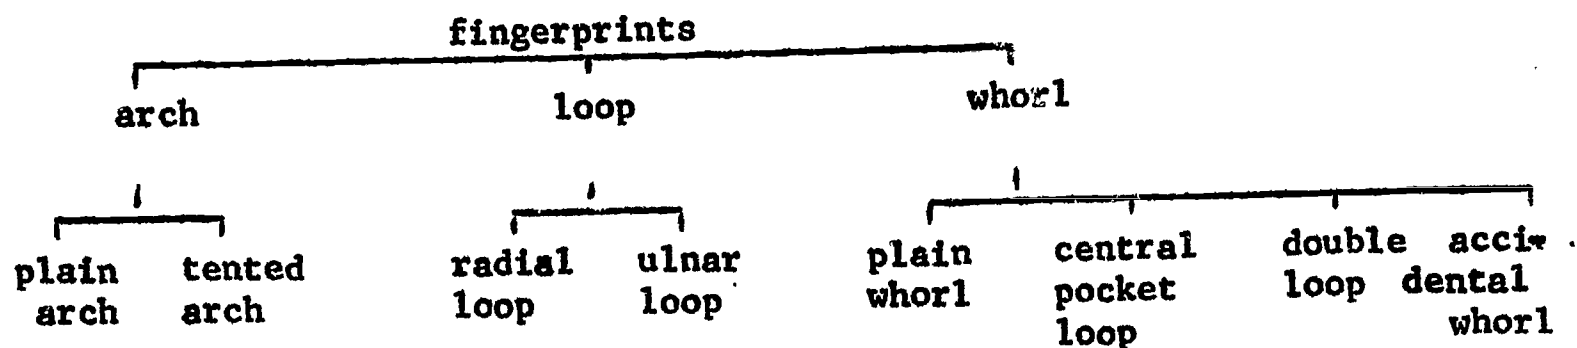 fingerprints
arch loop whorl
plain tented radial ulnar plain central double acci-
arch arch loop loop whorl pocket loop dental
loop whorl